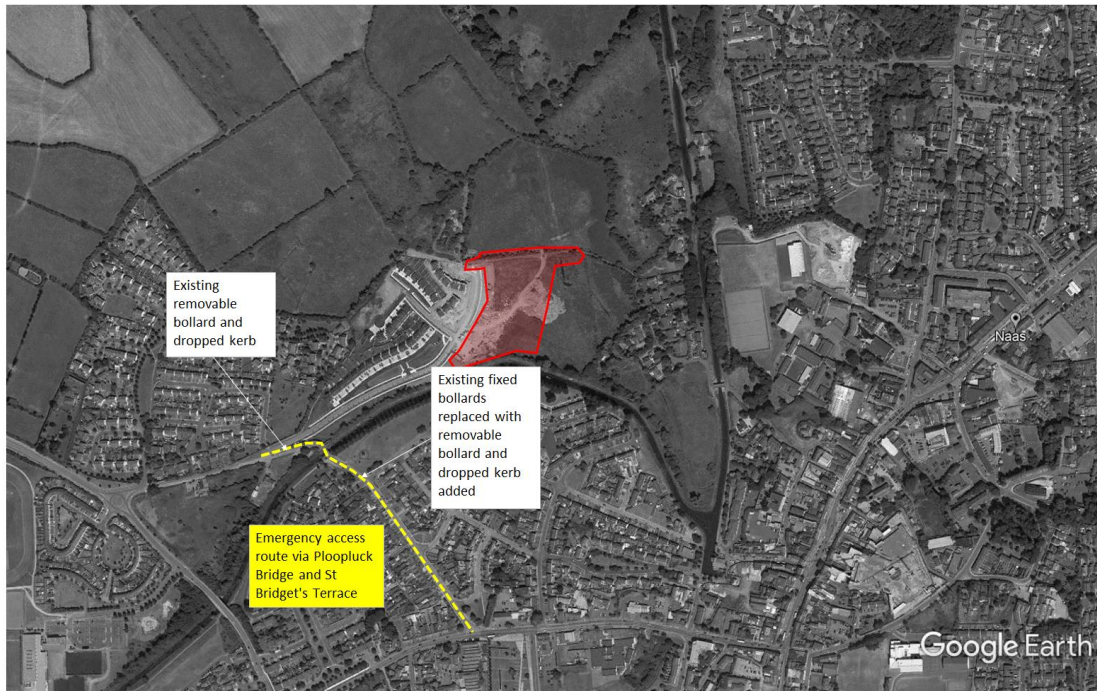 Existing
removable
bollard and
dropped kerb
Naas
Existing fixed
bollards
replaced with
removable
bollard and
dropped kerb
added
Emergency access
route via Ploopluck
Bridge and St
Bridget's Terrace
Google Earth